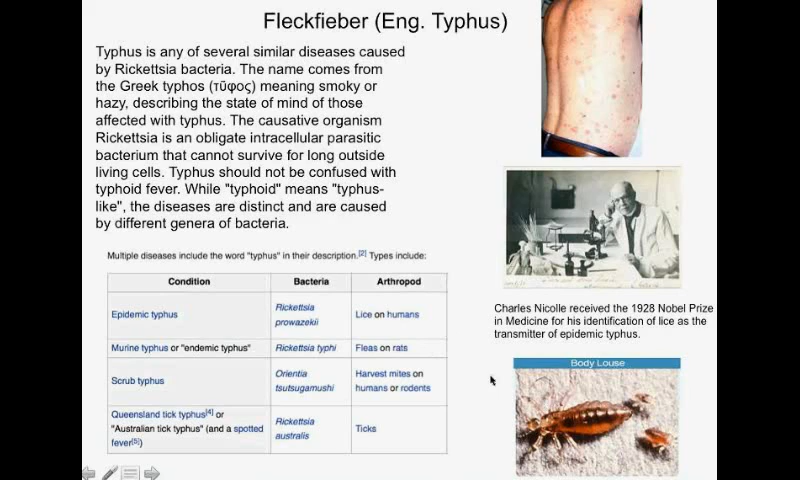 Fleckfieber (Eng. Typhus)
Typhus is any of several similar diseases caused
by Rickettsia bacteria. The name comes from
the Greek typhos (τῦφος) meaning smoky or
hazy, describing the state of mind of those
affected with typhus. The causative organism
Rickettsia is an obligate intracellular parasitic
bacterium that cannot survive for long outside
living cells. Typhus should not be confused with
typhoid fever. While "typhoid" means "typhus-
like", the diseases are distinct and are caused
by different genera of bacteria.
Multiple diseases include the word "typhus" in their description.[2] Types include:
Condition Bacteria Arthropod
Epidemic typhus Rickettsia prowazekii Lice on humans
Murine typhus or "endemic typhus" Rickettsia typhi Fleas on rats
Scrub typhus Orientia tsutsugamushi Harvest mites on humans or rodents
Queensland tick typhus[4] or "Australian tick typhus" (and a spotted fever[5]) Rickettsia australis Ticks
Charles Nicolle received the 1928 Nobel Prize
in Medicine for his identification of lice as the
transmitter of epidemic typhus.
Body Louse